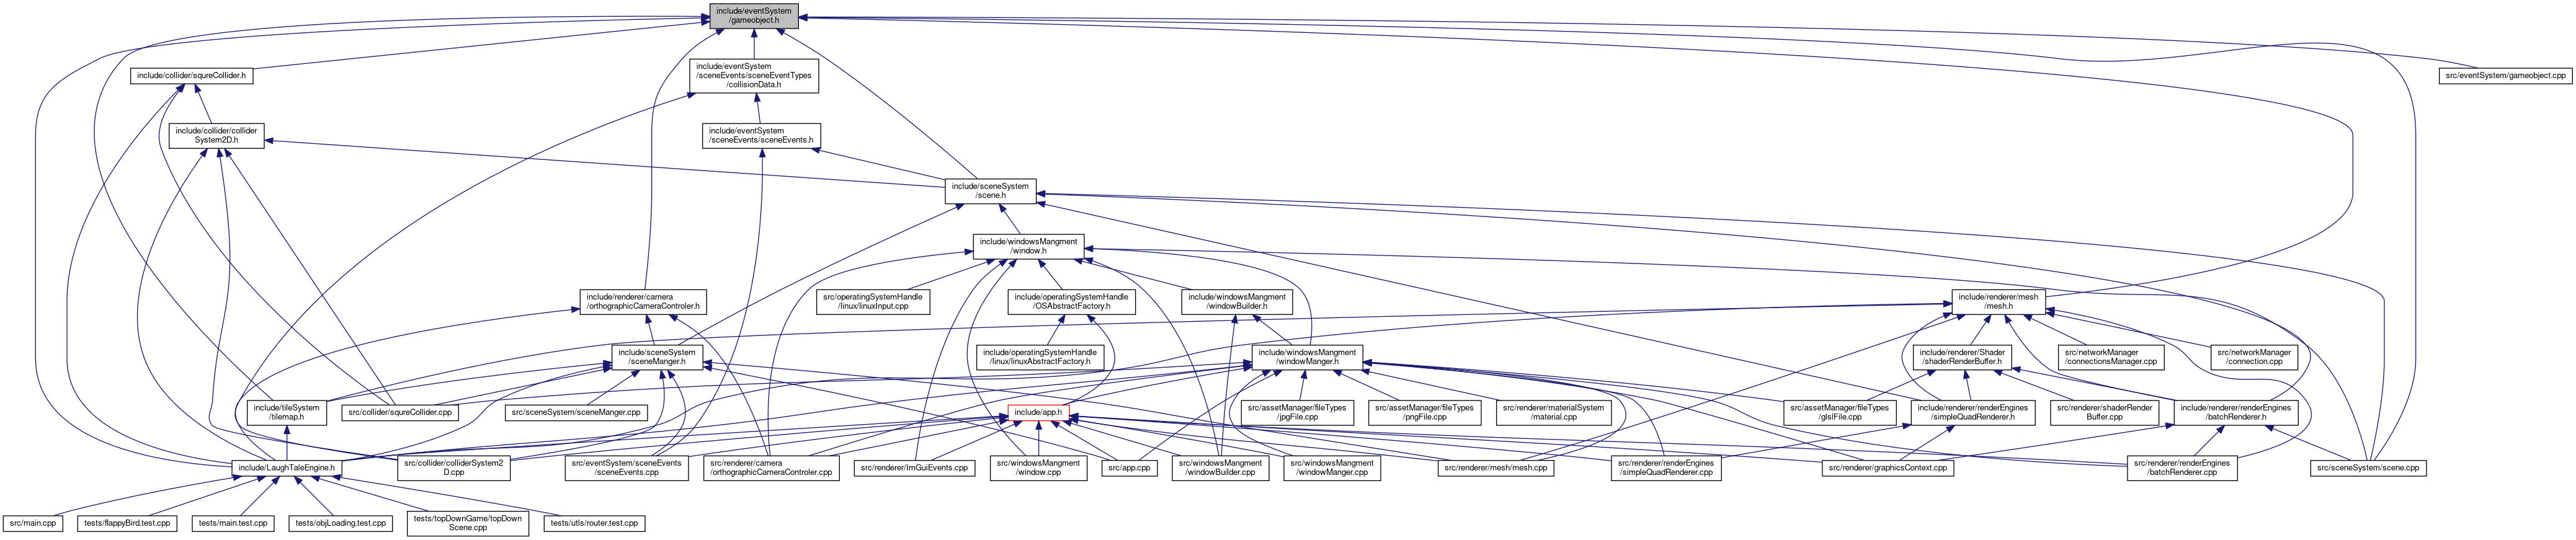 include/eventSystem
/gameobject.h
include/collider/squreCollider.h
include/eventSystem
/sceneEvents/sceneEventTypes
/collisionData.h
src/eventSystem/gameobject.cpp
include/collider/collider
System2D.h
include/eventSystem
/sceneEvents/sceneEvents.h
include/sceneSystem
/scene.h
include/windowsMangment
/window.h
include/renderer/camera
/orthographicCameraControler.h
src/operatingSystemHandle
/linux/linuxInput.cpp
include/operatingSystemHandle
/OSAbstractFactory.h
include/windowsMangment
/windowBuilder.h
include/renderer/mesh
/mesh.h
include/sceneSystem
/sceneManger.h
include/operatingSystemHandle
/linux/linuxAbstractFactory.h
include/windowsMangment
/windowManger.h
include/renderer/Shader
/shaderRenderBuffer.h
src/networkManager
/connectionsManager.cpp
src/networkManager
/connection.cpp
include/tileSystem
/tilemap.h
src/collider/squreCollider.cpp
src/sceneSystem/sceneManger.cpp
include/app.h
src/assetManager/fileTypes
/jpgFile.cpp
src/assetManager/fileTypes
/pngFile.cpp
src/renderer/materialSystem
/material.cpp
src/assetManager/fileTypes
/glslFile.cpp
include/renderer/renderEngines
/simpleQuadRenderer.h
src/renderer/shaderRender
Buffer.cpp
include/renderer/renderEngines
/batchRenderer.h
include/LaughTaleEngine.h
src/collider/colliderSystem2
D.cpp
src/eventSystem/sceneEvents
/sceneEvents.cpp
src/renderer/camera
/orthographicCameraControler.cpp
src/renderer/ImGuiEvents.cpp
src/windowsMangment
/window.cpp
src/app.cpp
src/windowsMangment
/windowBuilder.cpp
src/windowsMangment
/windowManger.cpp
src/renderer/mesh/mesh.cpp
src/renderer/renderEngines
/simpleQuadRenderer.cpp
src/renderer/graphicsContext.cpp
src/renderer/renderEngines
/batchRenderer.cpp
src/sceneSystem/scene.cpp
src/main.cpp
tests/flappyBird.test.cpp
tests/main.test.cpp
tests/objLoading.test.cpp
tests/topDownGame/topDown
Scene.cpp
tests/utls/router.test.cpp